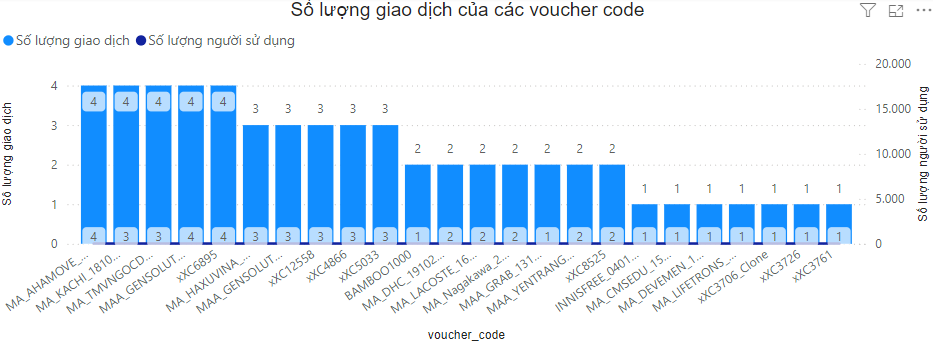 Số lượng giao dịch của các voucher code
Số lượng giao dịch Số lượng người sử dụng
20.000
15.000
10.000
5.000
0
Số lượng người sử dụng
4
3
2
1
0
Số lượng giao dịch
4 4 4 4 4 3 3 3 3 3 2 2 2 2 2 2 2 1 1 1 1 1 1 1
4 3 3 4 4 3 3 3 3 3 1 2 2 2 1 2 2 1 1 1 1 1 1 1
MA_AHAMOVE_...
MA_KACHI_1810...
MA_TMVNGOCD...
MAA_GENSOLUT...
xXC6895
MA_HAXUVINA_...
MAA_GENSOLUT...
xXC12558
xXC4866
xXC5033
BAMBOO1000
MA_DHC_19102...
MA_LACOSTE_16...
MA_Nagakawa_2...
MAA_GRAB_131...
MAA_YENTRANG...
xXC8525
INNISFREE_0401...
MA_CMSEDU_15...
MA_DEVEMEN_1...
MA_LIFETRONS_...
xXC3706_Clone
xXC3726
xXC3761
voucher_code